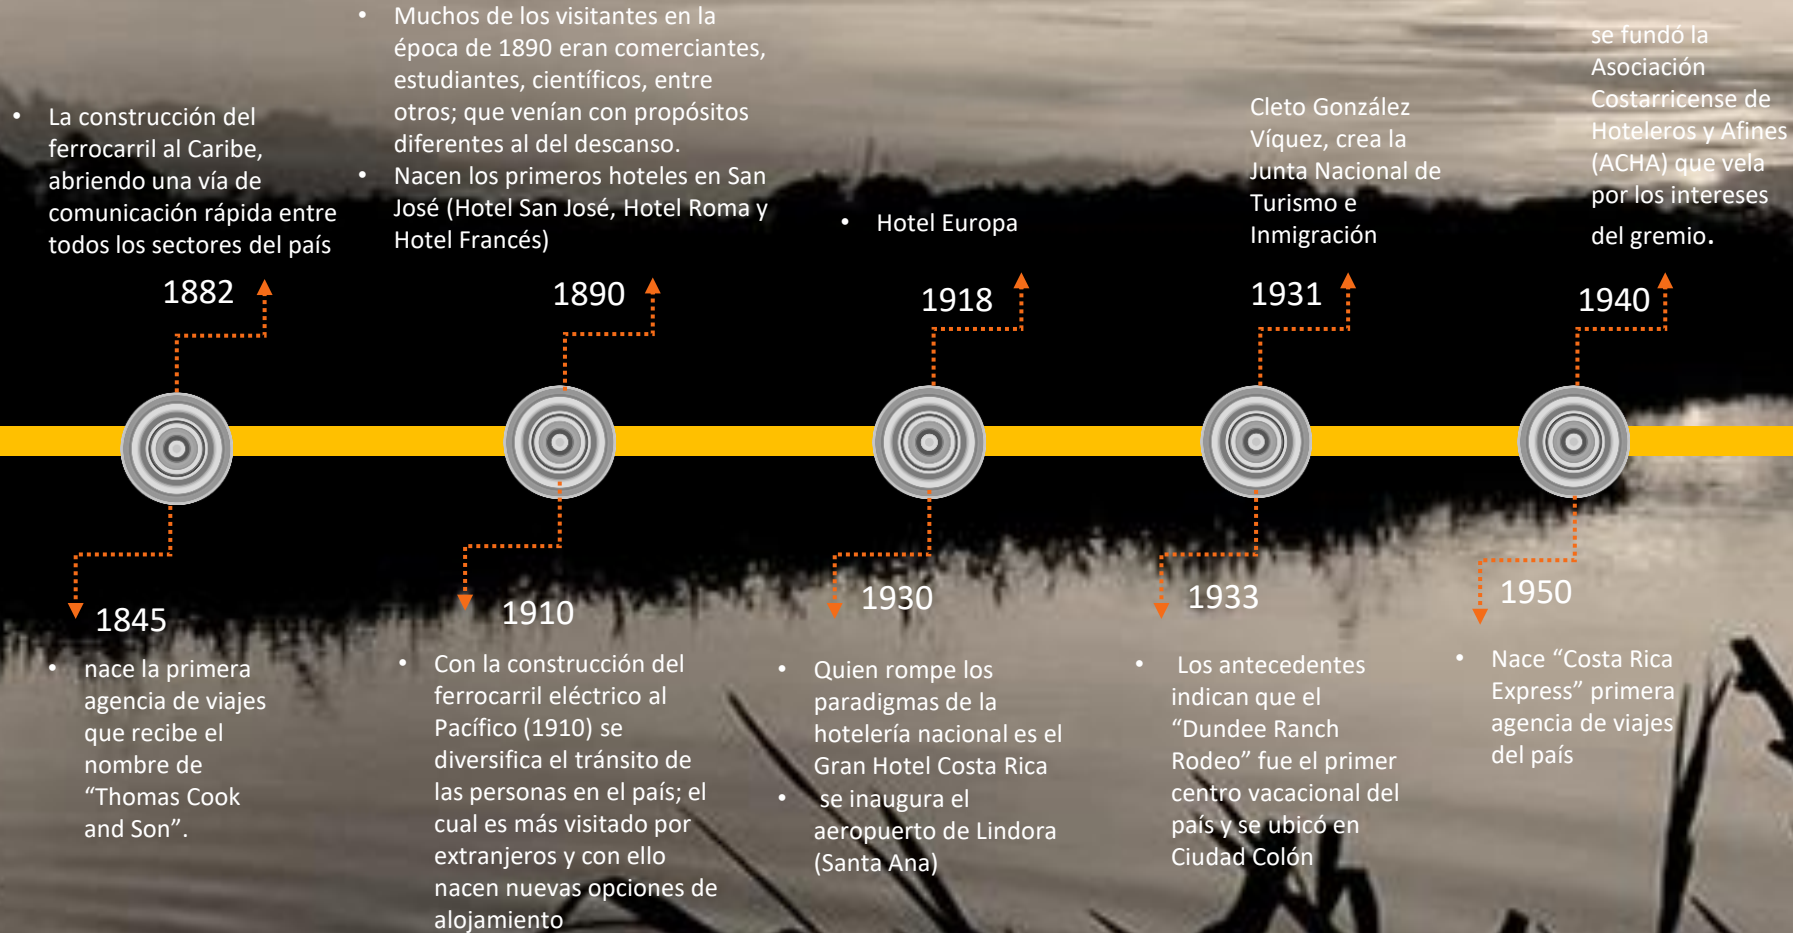 • La construcción del
ferrocarril al Caribe,
abriendo una vía de
comunicación rápida entre
todos los sectores del país
1882
• Muchos de los visitantes en la
época de 1890 eran comerciantes,
estudiantes, científicos, entre
otros; que venían con propósitos
diferentes al del descanso.
• Nacen los primeros hoteles en San
José (Hotel San José, Hotel Roma y
Hotel Francés)
1890
• Hotel Europa
1918
Cleto González
Víquez, crea la
Junta Nacional de
Turismo e
Inmigración
1931
se fundó la
Asociación
Costarricense de
Hoteleros y Afines
(ACHA) que vela
por los intereses
del gremio.
1940
1845
• nace la primera
agencia de viajes
que recibe el
nombre de
“Thomas Cook
and Son”.
1910
• Con la construcción del
ferrocarril eléctrico al
Pacífico (1910) se
diversifica el tránsito de
las personas en el país; el
cual es más visitado por
extranjeros y con ello
nacen nuevas opciones de
alojamiento
1930
• Quien rompe los
paradigmas de la
hotelería nacional es el
Gran Hotel Costa Rica
• se inaugura el
aeropuerto de Lindora
(Santa Ana)
1933
• Los antecedentes
indican que el
“Dundee Ranch
Rodeo” fue el primer
centro vacacional del
país y se ubicó en
Ciudad Colón
1950
• Nace “Costa Rica
Express” primera
agencia de viajes
del país